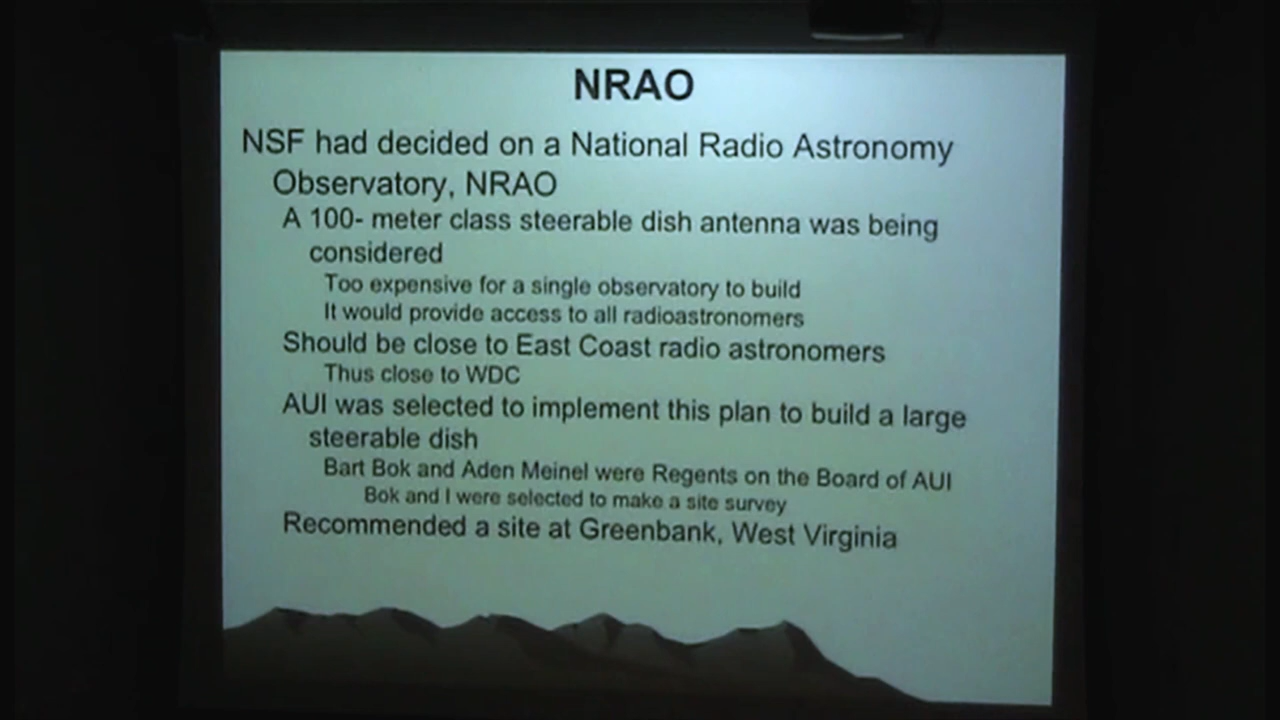 NRAO
NSF had decided on a National Radio Astronomy
Observatory, NRAO
A 100- meter class steerable dish antenna was being
considered
Too expensive for a single observatory to build
It would provide access to all radioastronomers
Should be close to East Coast radio astronomers
Thus close to WDC
AUI was selected to implement this plan to build a large
steerable dish
Bart Bok and Aden Meinel were Regents on the Board of AUI
Bok and I were selected to make a site survey
Recommended a site at Greenbank, West Virginia